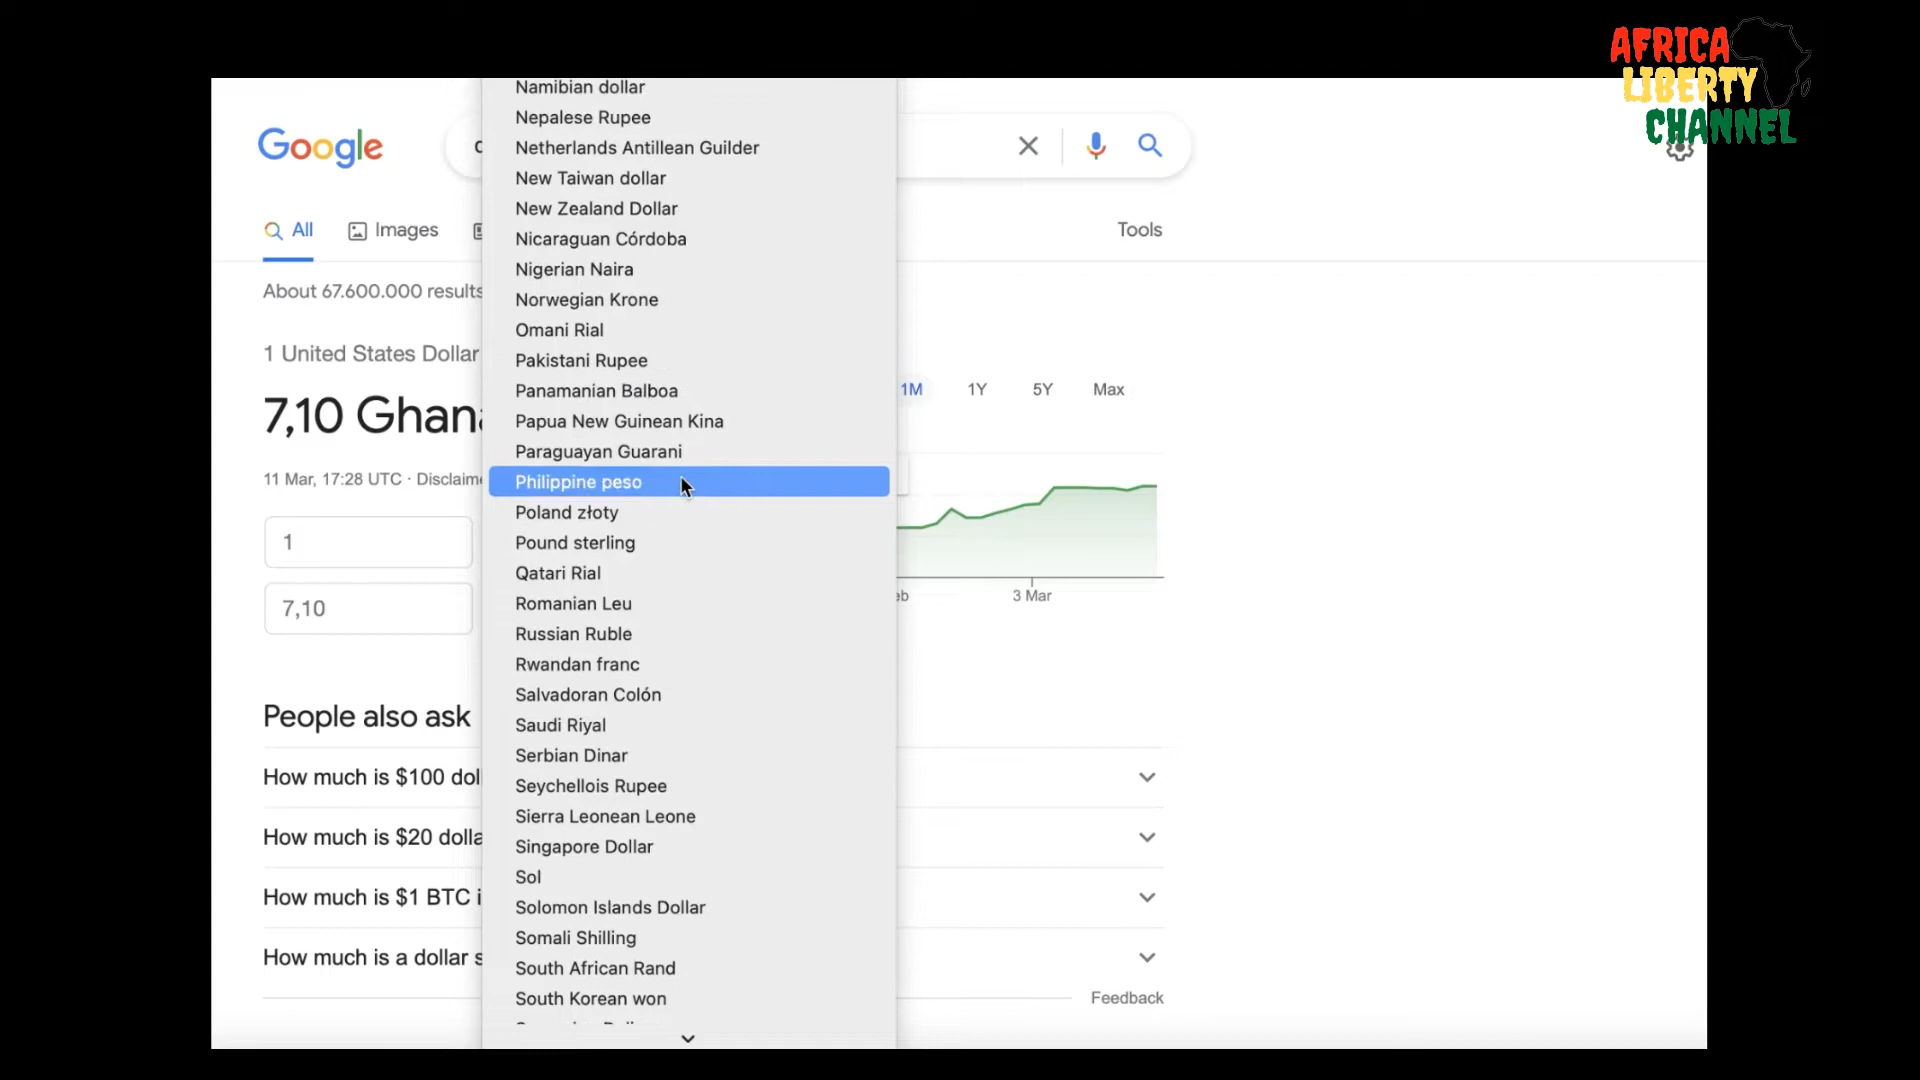 AFRICA
LIBERTY
CHANNEL
Google
All
Images
Tools
About 67.600.000 results
1 United States Dollar
7,10
11 Mar, 17:28 UTC ·
1
7,10
1M
1Y
5Y
Max
3 Mar
People also ask
How much is $100
How much is $20
How much is $1 BTC
How much is a dollar
Feedback
Namibian dollar
Nepalese Rupee
Netherlands Antillean Guilder
New Taiwan dollar
New Zealand Dollar
Nicaraguan Córdoba
Nigerian Naira
Norwegian Krone
Omani Rial
Pakistani Rupee
Panamanian Balboa
Papua New Guinean Kina
Paraguayan Guarani
Philippine peso
Poland złoty
Pound sterling
Qatari Rial
Romanian Leu
Russian Ruble
Rwandan franc
Salvadoran Colón
Saudi Riyal
Serbian Dinar
Seychellois Rupee
Sierra Leonean Leone
Singapore Dollar
Sol
Solomon Islands Dollar
Somali Shilling
South African Rand
South Korean won